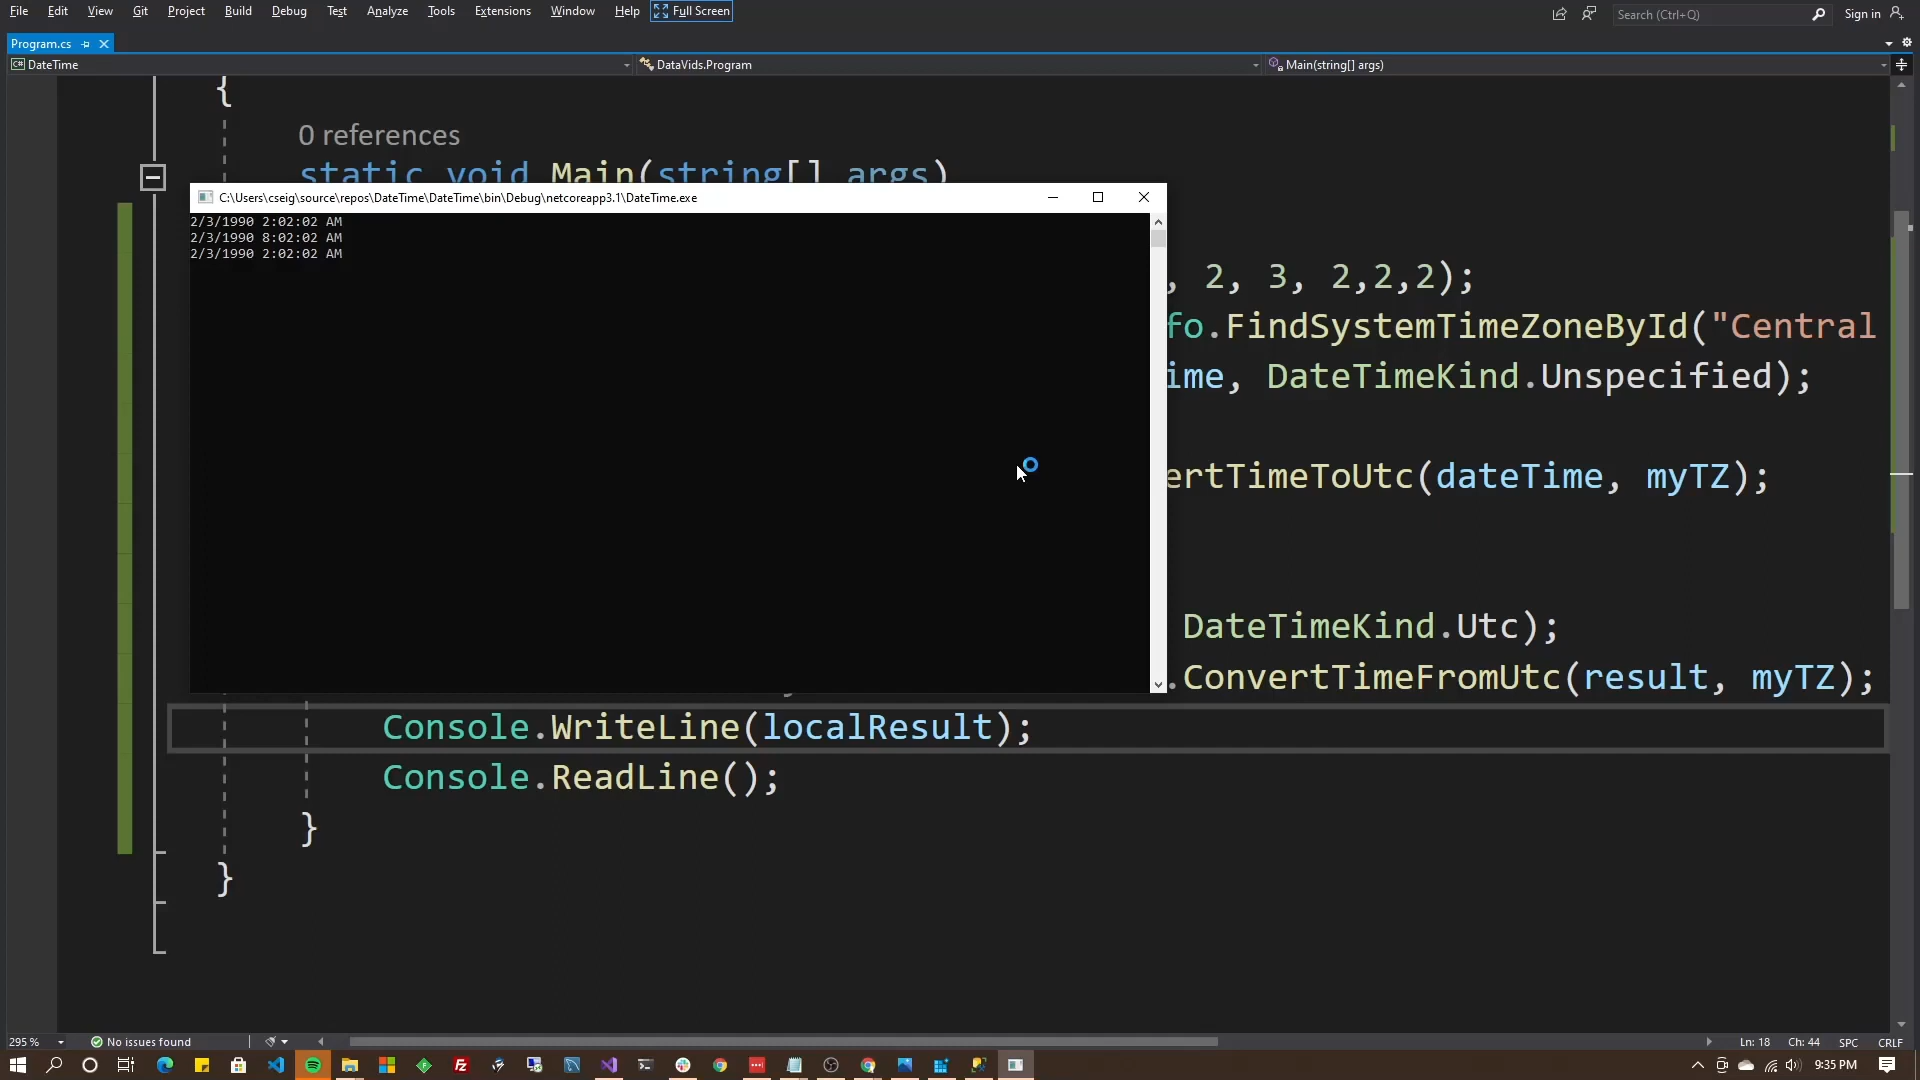 File Edit View Git Project Build Debug Test Analyze Tools Extensions Window Help Full Screen Search (Ctrl+Q) Sign in
Program.cs
C# DateTime DataVids.Program Main(string[] args)
{
0 references
static void Main(string[] args)
C:\Users\cseig\source\repos\DateTime\DateTime\bin\Debug\netcoreapp3.1\DateTime.exe
2/3/1990 2:02:02 AM
2/3/1990 8:02:02 AM
2/3/1990 2:02:02 AM
, 2, 3, 2,2,2);
fo.FindSystemTimeZoneById("Central
ime, DateTimeKind.Unspecified);
ertTimeToUtc(dateTime, myTZ);
DateTimeKind.Utc);
.ConvertTimeFromUtc(result, myTZ);
Console.WriteLine(localResult);
Console.ReadLine();
}
}
295 % No issues found Ln: 18 Ch: 44 SPC CRLF
9:35 PM